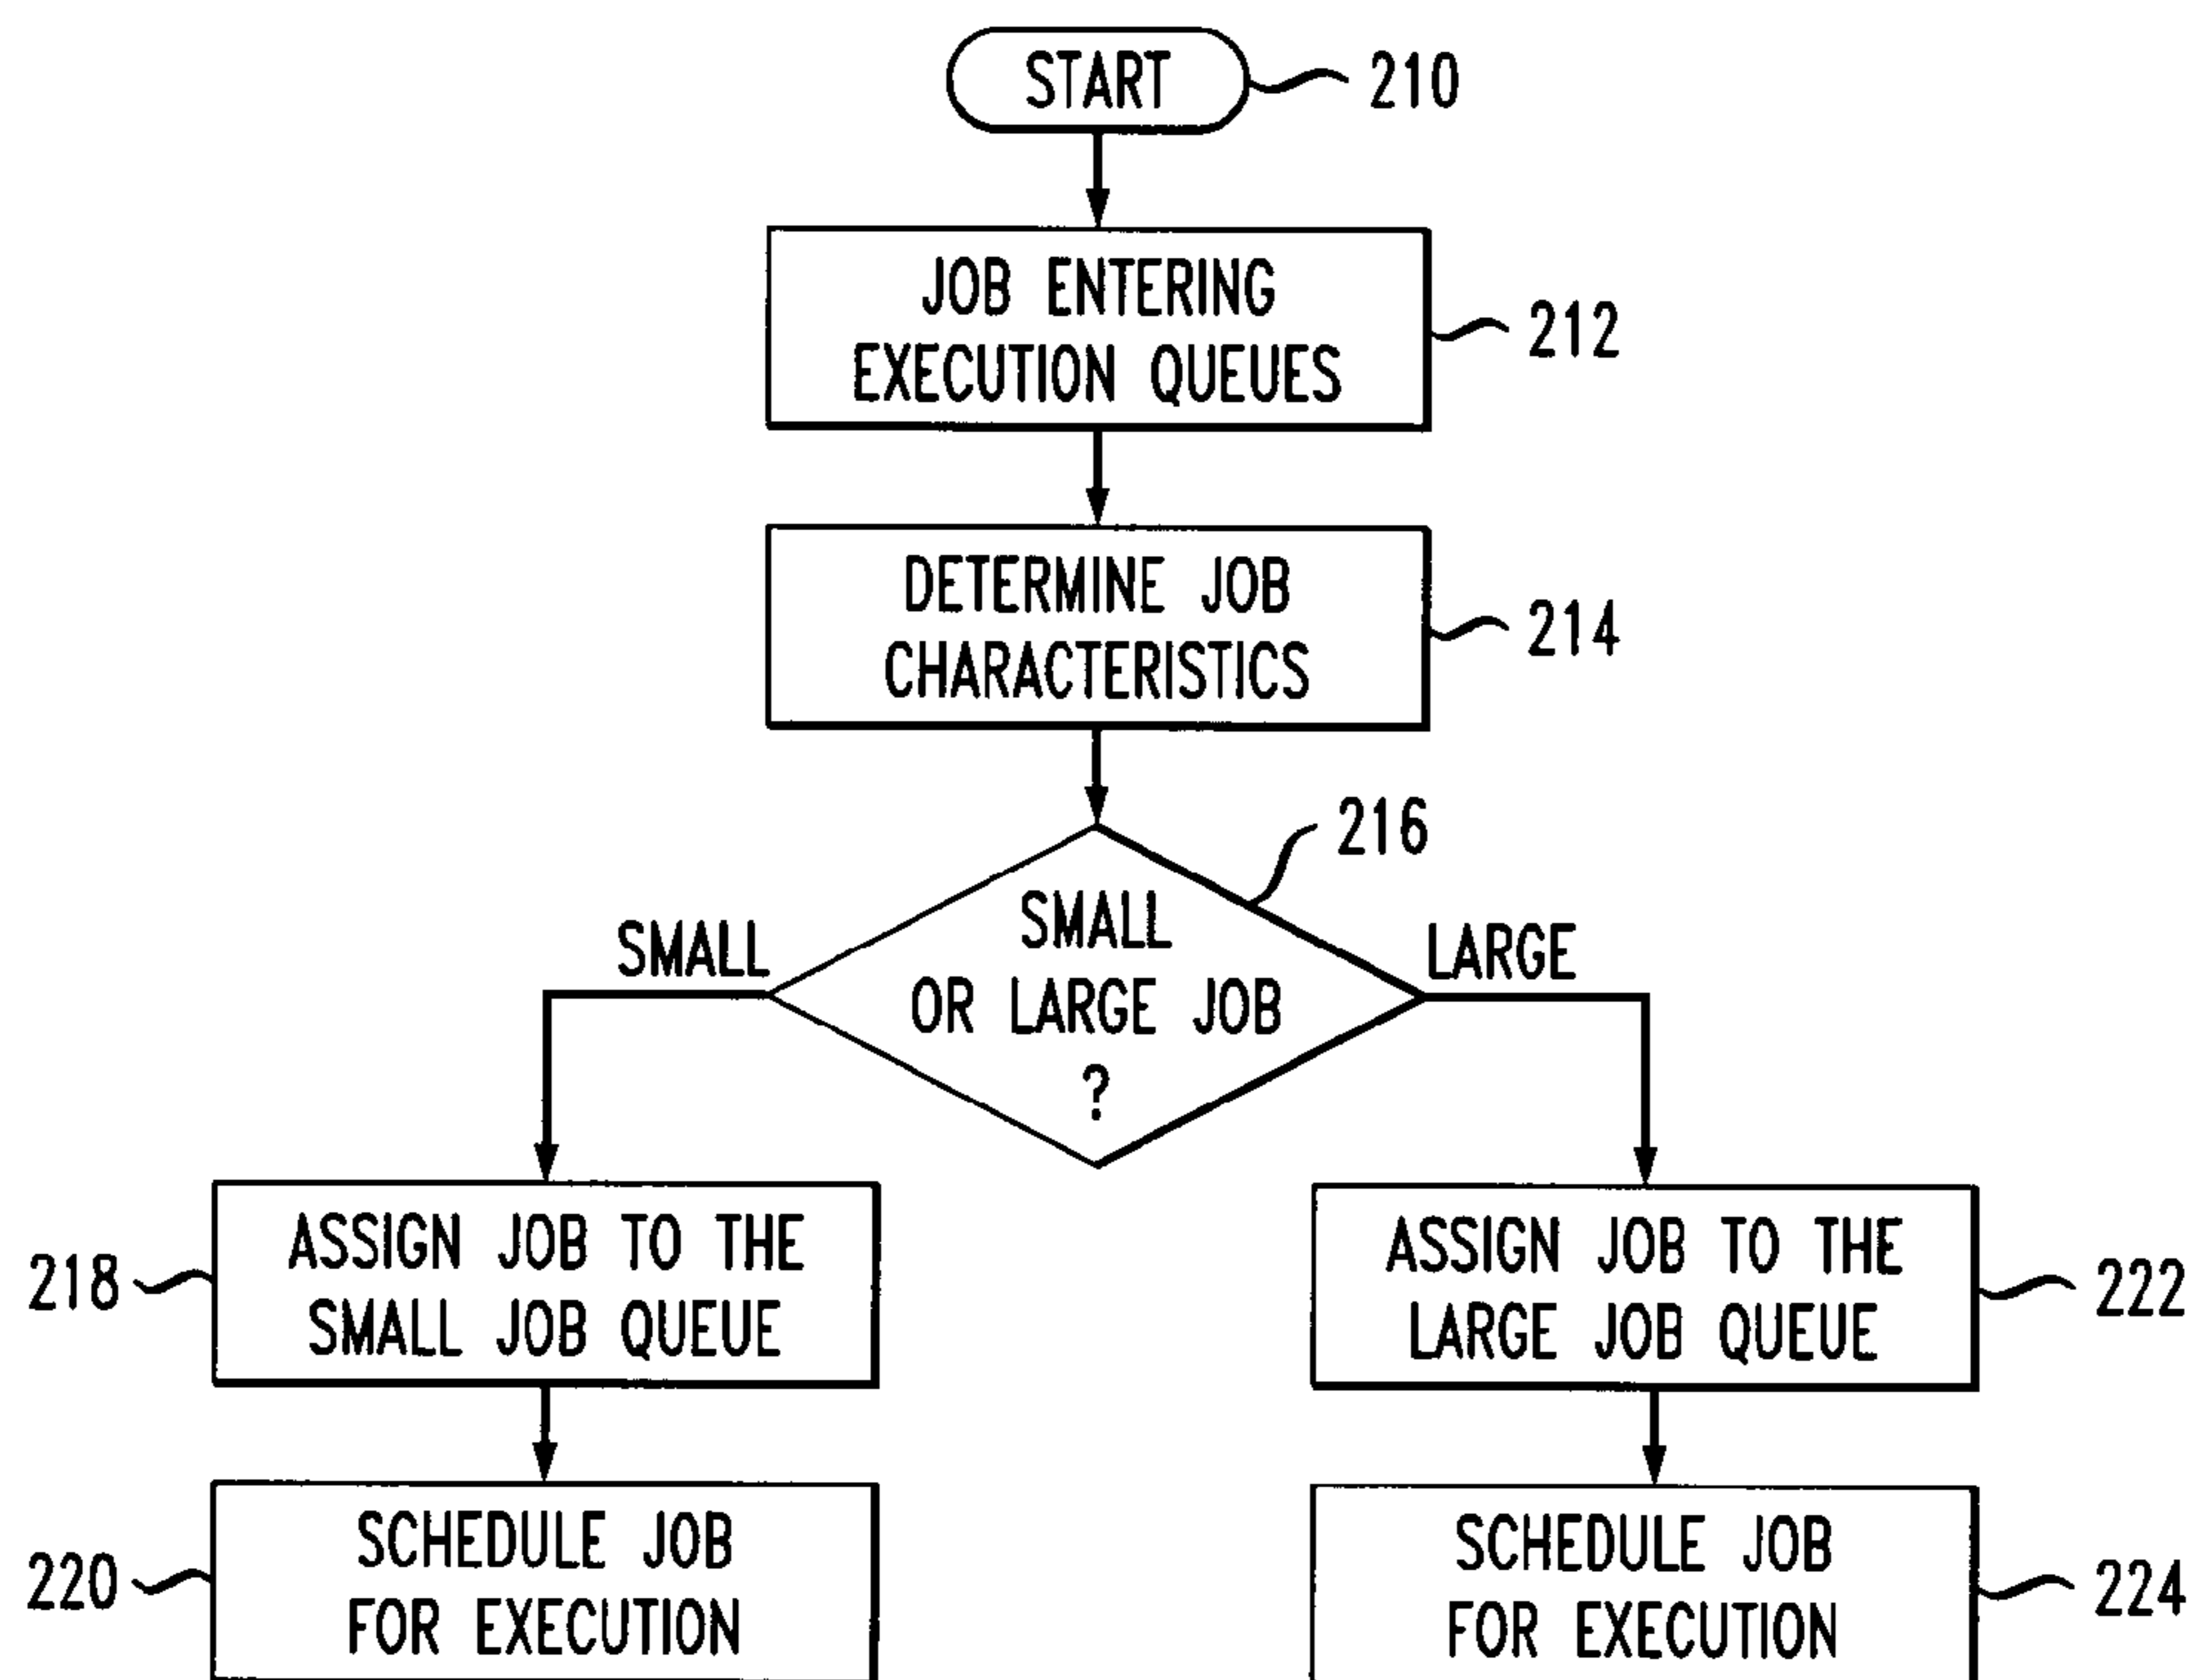 START
210
JOB ENTERING
EXECUTION QUEUES
212
DETERMINE JOB
CHARACTERISTICS
214
216
SMALL
OR LARGE JOB
?
SMALL
LARGE
218
ASSIGN JOB TO THE
SMALL JOB QUEUE
ASSIGN JOB TO THE
LARGE JOB QUEUE
222
220
SCHEDULE JOB
FOR EXECUTION
SCHEDULE JOB
FOR EXECUTION
224